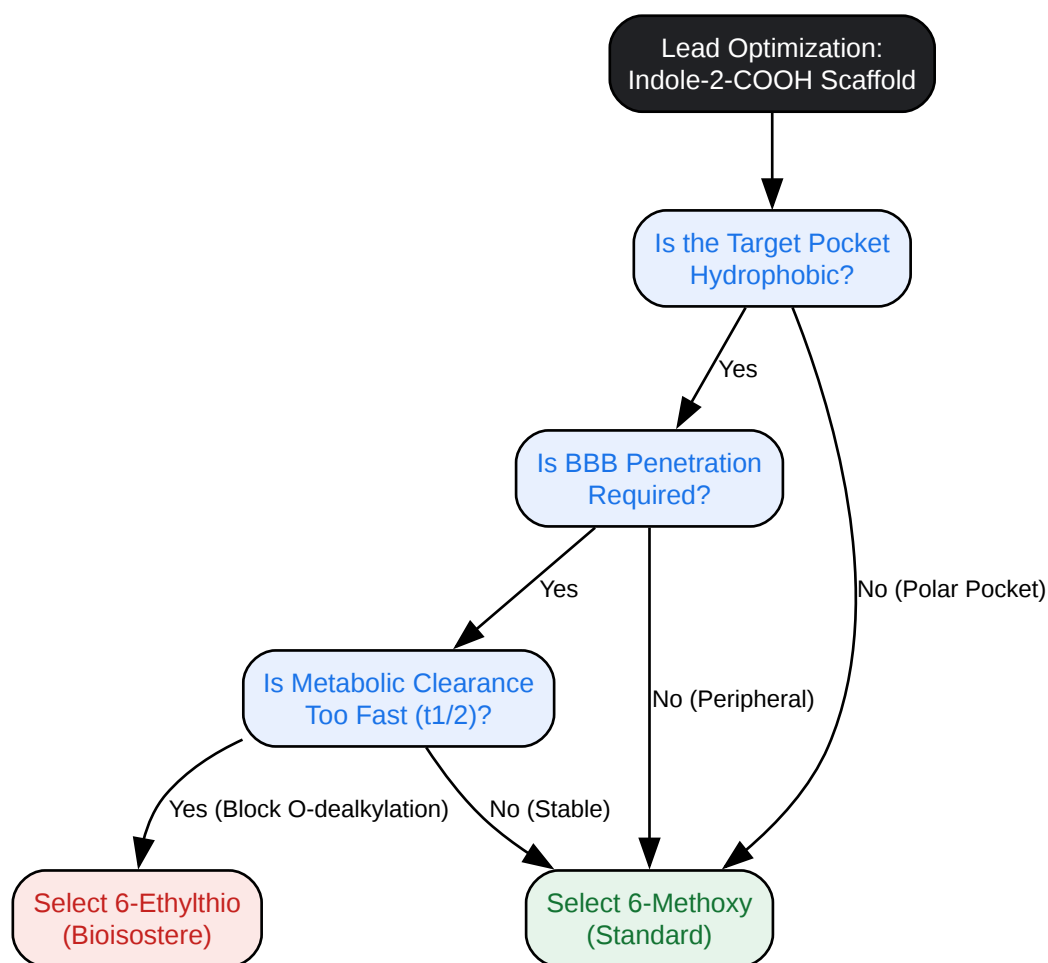 Lead Optimization:
Indole-2-COOH Scaffold
Is the Target Pocket
Hydrophobic?
Yes
Is BBB Penetration
Required?
Yes
No (Polar Pocket)
Is Metabolic Clearance
Too Fast (t1/2)?
No (Peripheral)
Yes (Block O-dealkylation)
No (Stable)
Select 6-Ethylthio
(Bioisostere)
Select 6-Methoxy
(Standard)